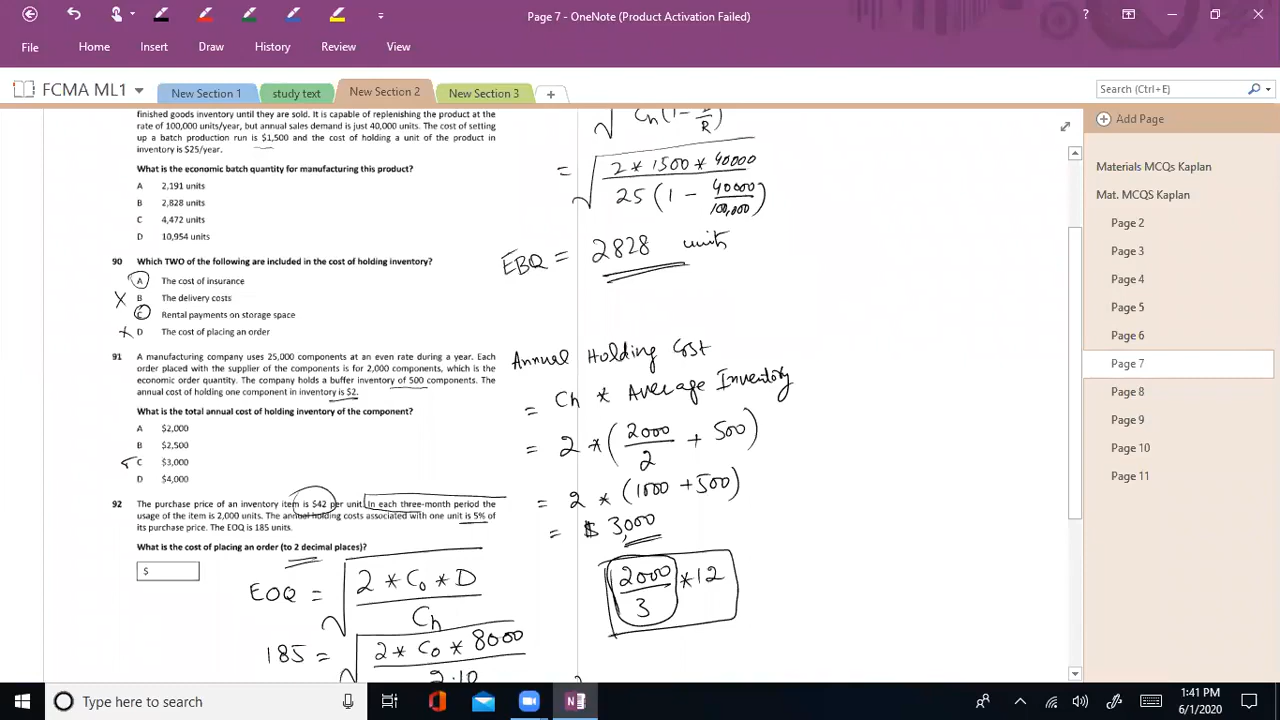 Page 7 - OneNote (Product Activation Failed)
File Home Insert Draw History Review View
FCMA ML1 New Section 1 study text New Section 2 New Section 3
Search (Ctrl+E)
finished goods inventory until they are sold. It is capable of replenishing the product at the
rate of 100,000 units/year, but annual sales demand is just 40,000 units. The cost of setting
up a batch production run is $1,500 and the cost of holding a unit of the product in
inventory is $25/year.
What is the economic batch quantity for manufacturing this product?
A 2,191 units
B 2,828 units
C 4,472 units
D 10,954 units
90 Which TWO of the following are included in the cost of holding inventory?
A The cost of insurance
X B The delivery costs
C Rental payments on storage space
x D The cost of placing an order
91 A manufacturing company uses 25,000 components at an even rate during a year. Each
order placed with the supplier of the components is for 2,000 components, which is the
economic order quantity. The company holds a buffer inventory of 500 components. The
annual cost of holding one component in inventory is $2.
What is the total annual cost of holding inventory of the component?
A $2,000
B $2,500
C $3,000
D $4,000
92 The purchase price of an inventory item is $42 per unit. In each three-month period the
usage of the item is 2,000 units. The annual holding costs associated with one unit is 5% of
its purchase price. The EOQ is 185 units.
What is the cost of placing an order (to 2 decimal places)?
$
EOQ = √ 2 * Co * D
Ch
185 = √ 2 * Co * 8000
2.10
√ Ch (1 -
R
= √ 2 * 1500 * 40000
25 (1 - 40000
100,000)
EBQ = 2828 units
Annual Holding Cost
= Ch * Average Inventory
= 2 * (2000
2 + 500)
= 2 * (1000 + 500)
= $ 3,000
2000
3 * 12
Add Page
Materials MCQs Kaplan
Mat. MCQS Kaplan
Page 2
Page 3
Page 4
Page 5
Page 6
Page 7
Page 8
Page 9
Page 10
Page 11
Type here to search
1:41 PM
6/1/2020